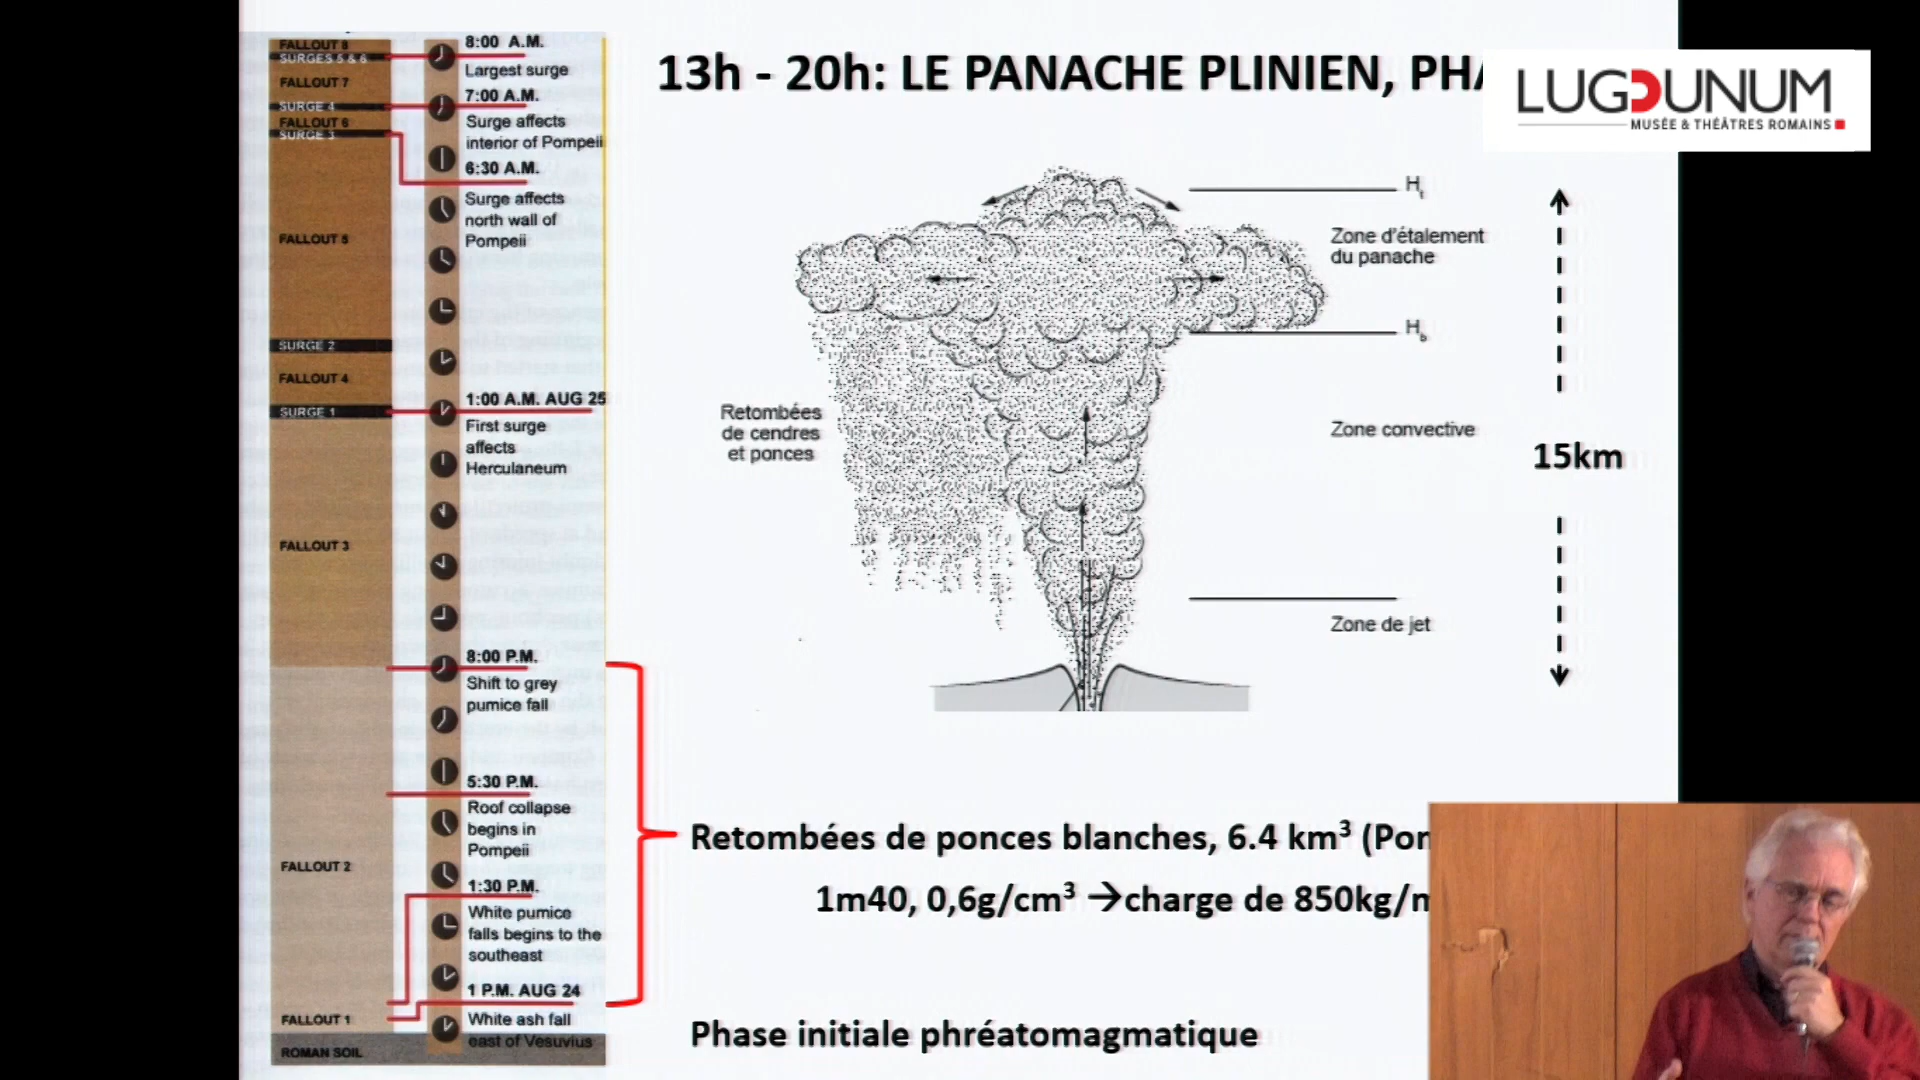 FALLOUT 8
SURGES 5 & 6
FALLOUT 7
SURGE 4
FALLOUT 6
SURGE 3
FALLOUT 5
SURGE 2
FALLOUT 4
SURGE 1
FALLOUT 3
FALLOUT 2
FALLOUT 1
ROMAN SOIL
8:00 A.M.
Largest surge
7:00 A.M.
Surge affects
interior of Pompeii
6:30 A.M.
Surge affects
north wall of
Pompeii
1:00 A.M. AUG 25
First surge
affects
Herculaneum
8:00 P.M.
Shift to grey
pumice fall
5:30 P.M.
Roof collapse
begins in
Pompeii
1:30 P.M.
White pumice
falls begins to the
southeast
1 P.M. AUG 24
White ash fall
east of Vesuvius
13h - 20h: LE PANACHE PLINIEN,
LUGDUNUM
MUSÉE & THÉÂTRES ROMAINS
Ht
Zone d'étalement
du panache
Hb
Retombées
de cendres
et ponces
Zone convective
15km
Zone de jet
Retombées de ponces blanches, 6.4 km³
1m40, 0,6g/cm³ →charge de 850kg/
Phase initiale phréatomagmatique